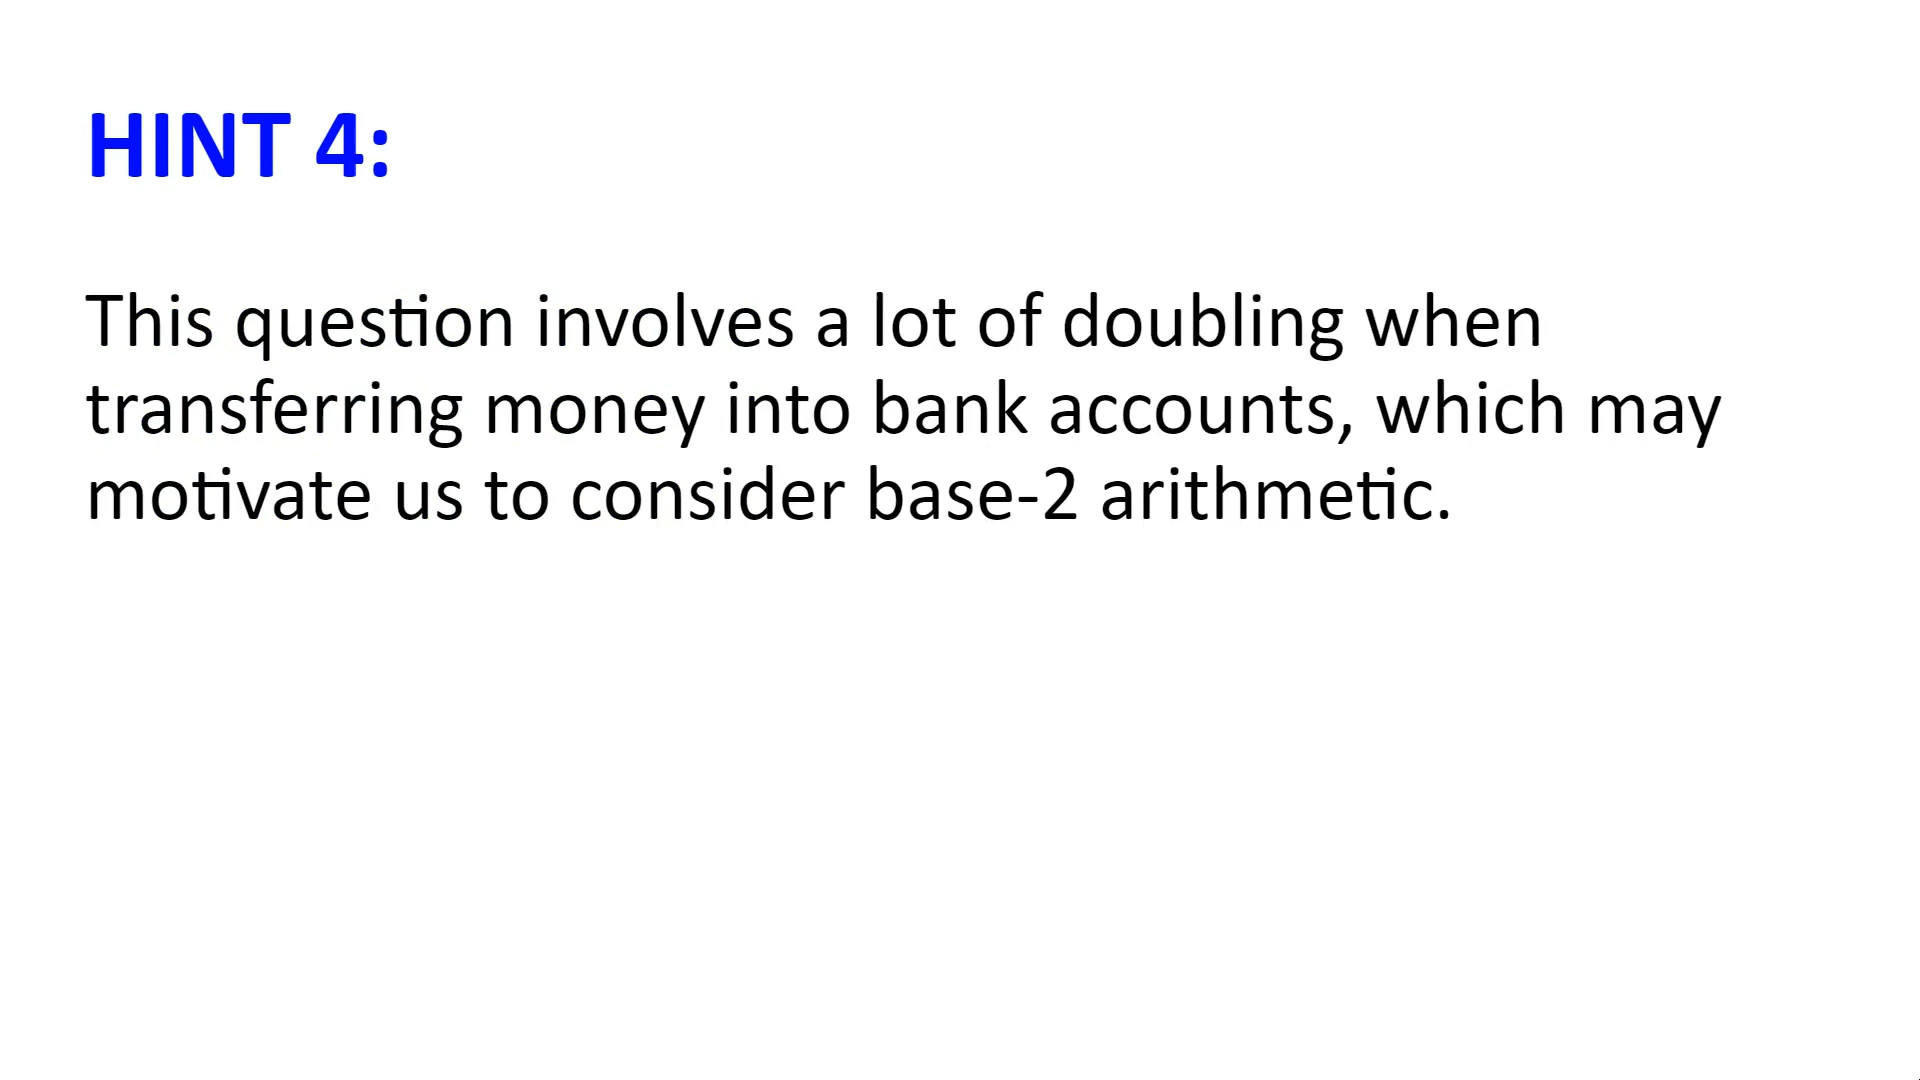 HINT 4:
This question involves a lot of doubling when
transferring money into bank accounts, which may
motivate us to consider base-2 arithmetic.